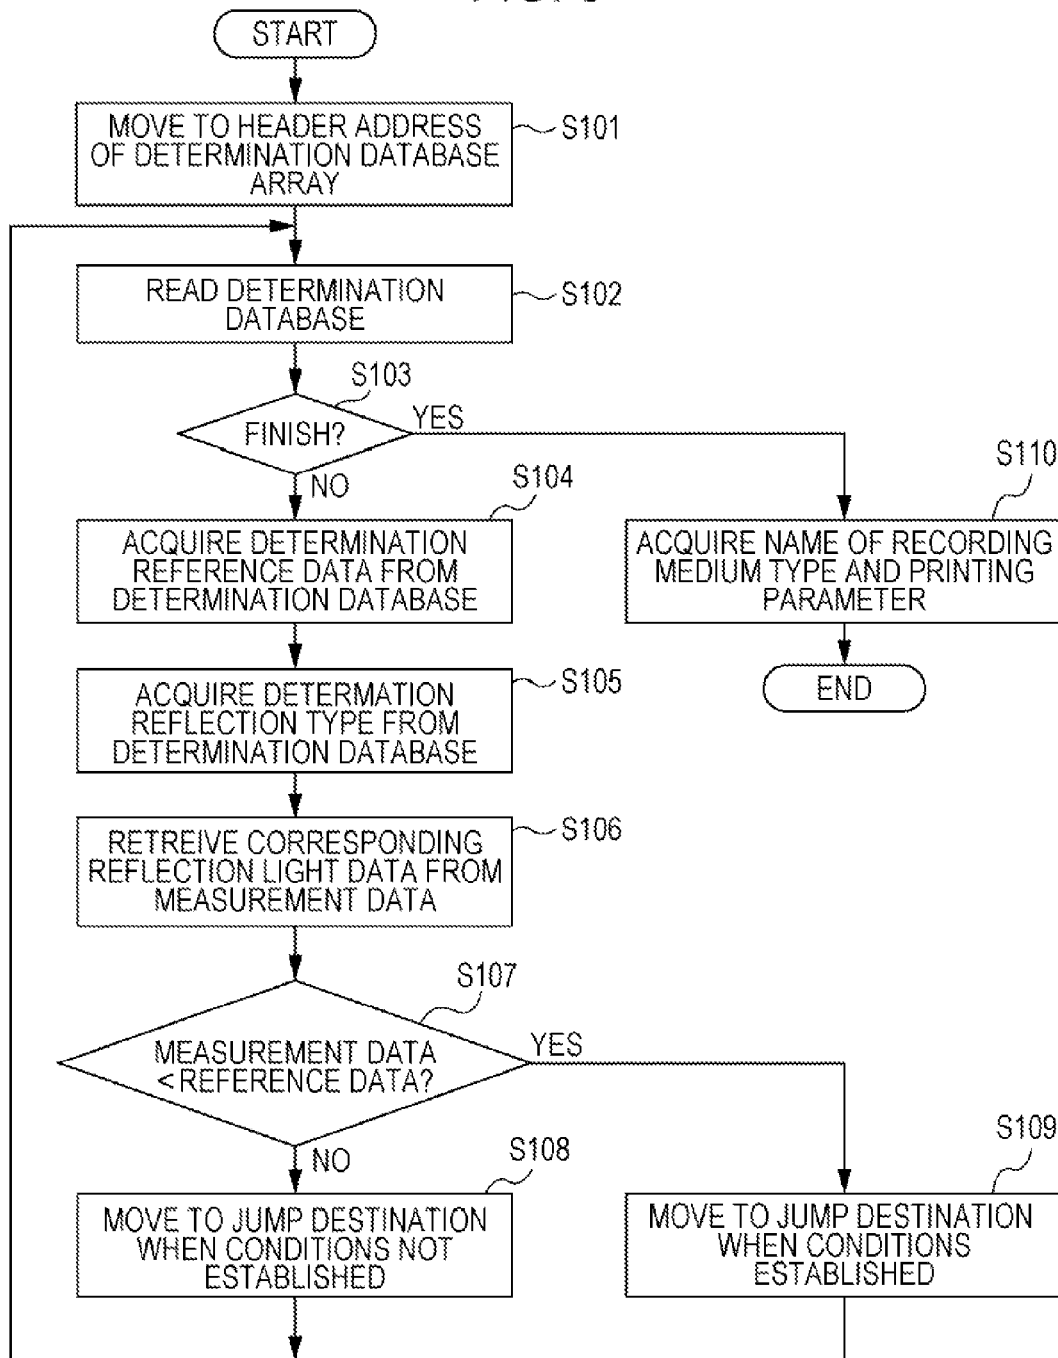 START
MOVE TO HEADER ADDRESS
OF DETERMINATION DATABASE
ARRAY
S101
READ DETERMINATION
DATABASE
S102
S103
FINISH?
YES
NO
S104
ACQUIRE DETERMINATION
REFERENCE DATA FROM
DETERMINATION DATABASE
S110
ACQUIRE NAME OF RECORDING
MEDIUM TYPE AND PRINTING
PARAMETER
END
S105
ACQUIRE DETERMATION
REFLECTION TYPE FROM
DETERMINATION DATABASE
S106
RETREIVE CORRESPONDING
REFLECTION LIGHT DATA FROM
MEASUREMENT DATA
S107
MEASUREMENT DATA
<REFERENCE DATA?
YES
NO
S108
MOVE TO JUMP DESTINATION
WHEN CONDITIONS NOT
ESTABLISHED
S109
MOVE TO JUMP DESTINATION
WHEN CONDITIONS
ESTABLISHED